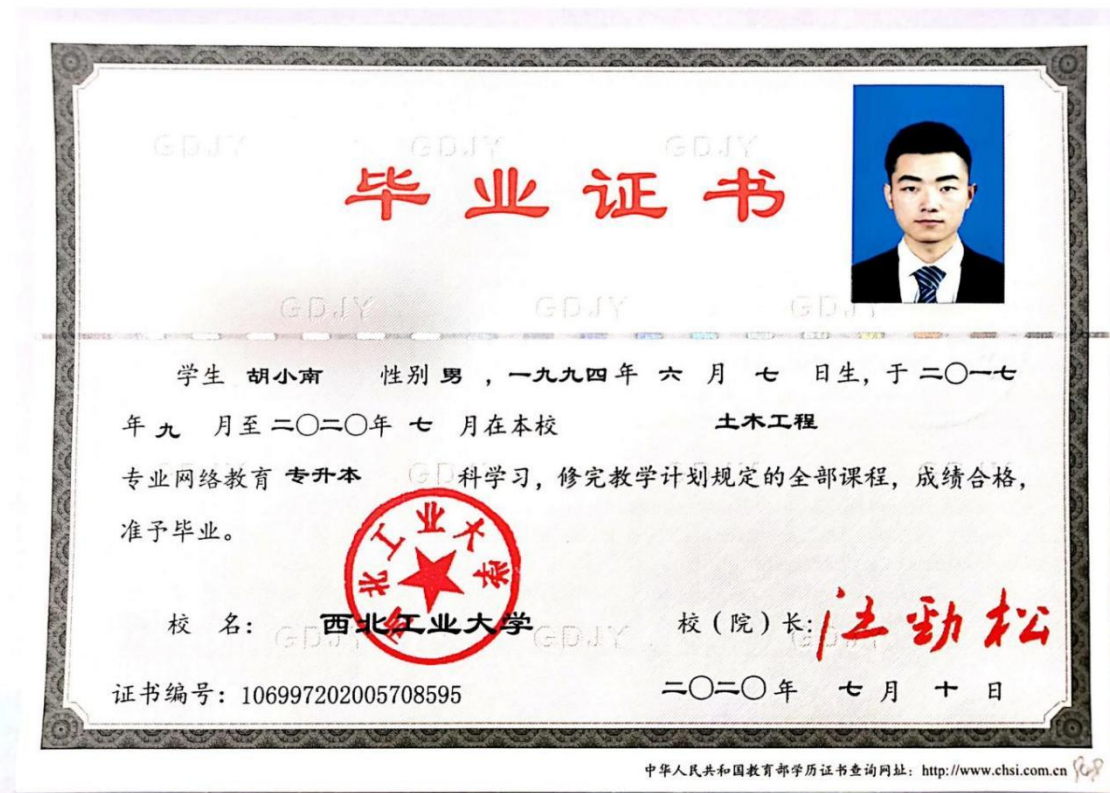 GDJY GDJY GDJY
毕业证书
GDJY GDJY GDJY
学生 胡小南 性别 男 ，一九九四 年 六 月 七 日生，于 二〇一七
年 九 月至 二〇二〇年 七 月在本校 土木工程
专业网络教育 专升本 科学习，修完教学计划规定的全部课程，成绩合格，
准予毕业。
西北工业大学
校 名： 西北工业大学 校（院）长：汪劲松
GDJY GDJY GDJY
证书编号：106997202005708595 二〇二〇 年 七 月 十 日
中华人民共和国教育部学历证书查询网址：http://www.chsi.com.cn